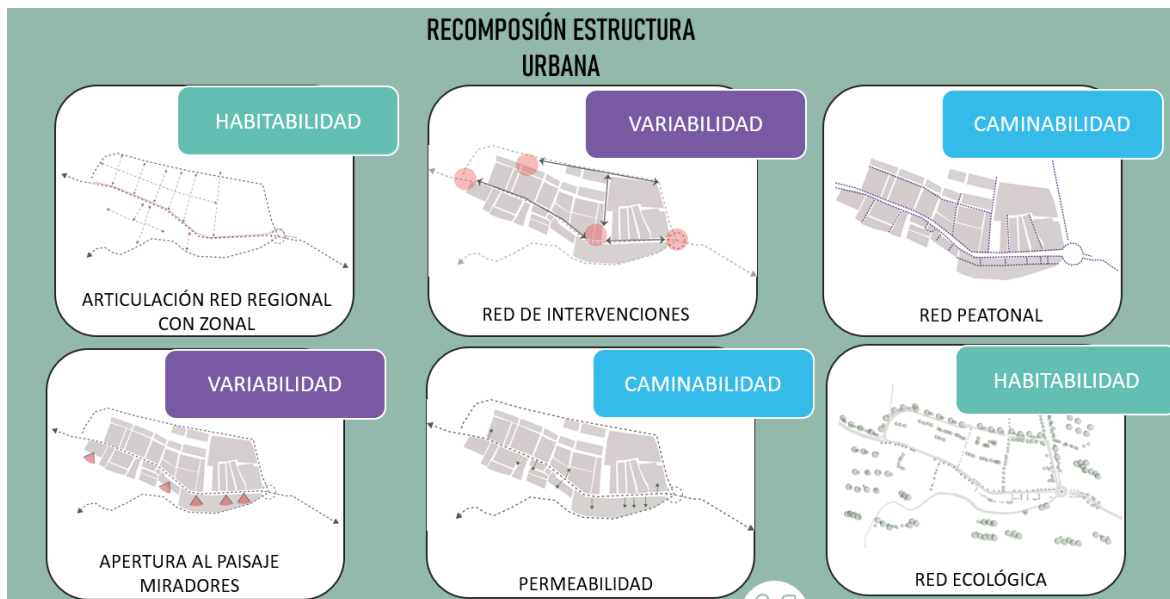 RECOMPOSIÓN ESTRUCTURA
URBANA
HABITABILIDAD
ARTICULACIÓN RED REGIONAL
CON ZONAL
VARIABILIDAD
RED DE INTERVENCIONES
CAMINABILIDAD
RED PEATONAL
VARIABILIDAD
APERTURA AL PAISAJE
MIRADORES
CAMINABILIDAD
PERMEABILIDAD
HABITABILIDAD
RED ECOLÓGICA